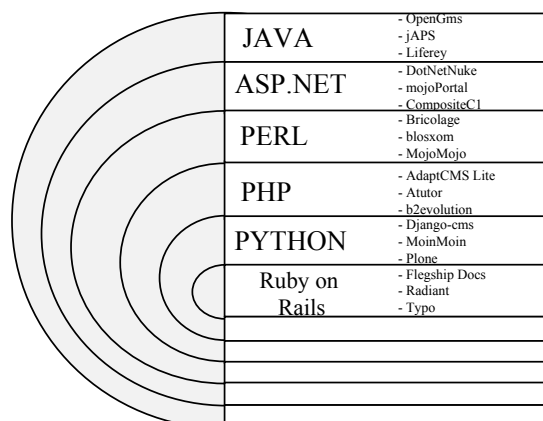 JAVA
- OpenGms
- jAPS
- Liferey
ASP.NET
- DotNetNuke
- mojoPortal
- CompositeC1
PERL
- Bricolage
- blosxom
- MojoMojo
PHP
- AdaptCMS Lite
- Atutor
- b2evolution
PYTHON
- Django-cms
- MoinMoin
- Plone
Ruby on
Rails
- Flegship Docs
- Radiant
- Typo